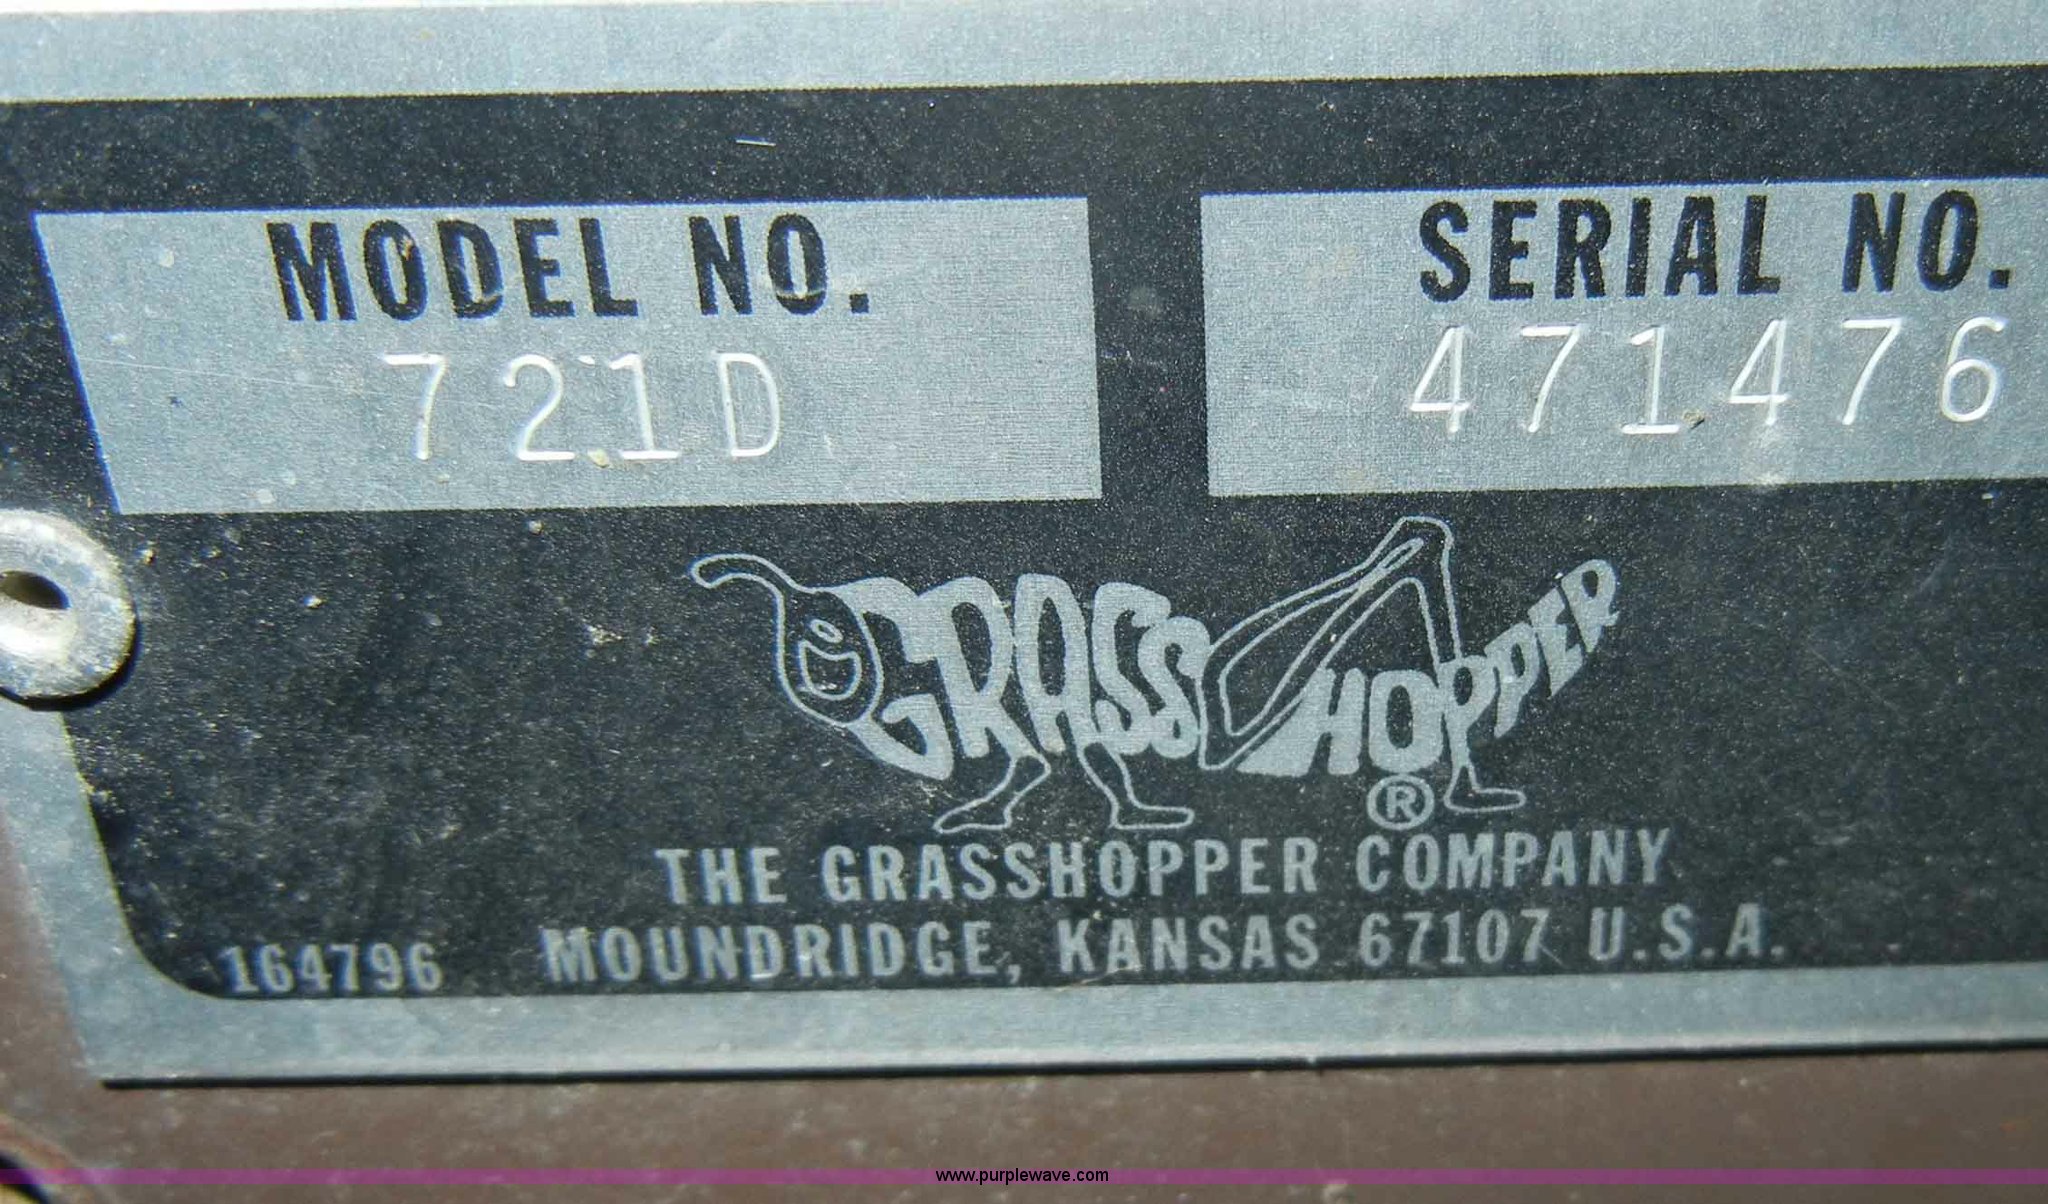 MODEL NO.
721D
SERIAL NO.
471476
GRASSHOPPER
®
THE GRASSHOPPER COMPANY
MOUNDRIDGE, KANSAS 67107 U.S.A.
164796
www.purplewave.com